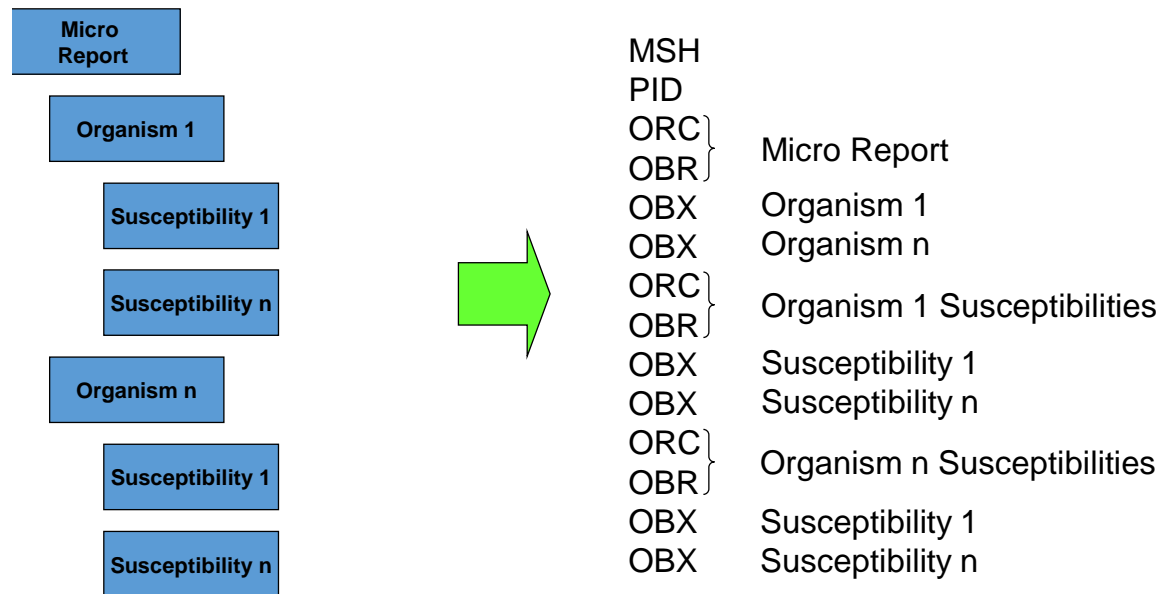 Micro
Report
Organism 1
Susceptibility 1
Susceptibility n
Organism n
Susceptibility 1
Susceptibility n
MSH
PID
ORC
OBR
Micro Report
OBX Organism 1
OBX Organism n
ORC
OBR
Organism 1 Susceptibilities
OBX Susceptibility 1
OBX Susceptibility n
ORC
OBR
Organism n Susceptibilities
OBX Susceptibility 1
OBX Susceptibility n